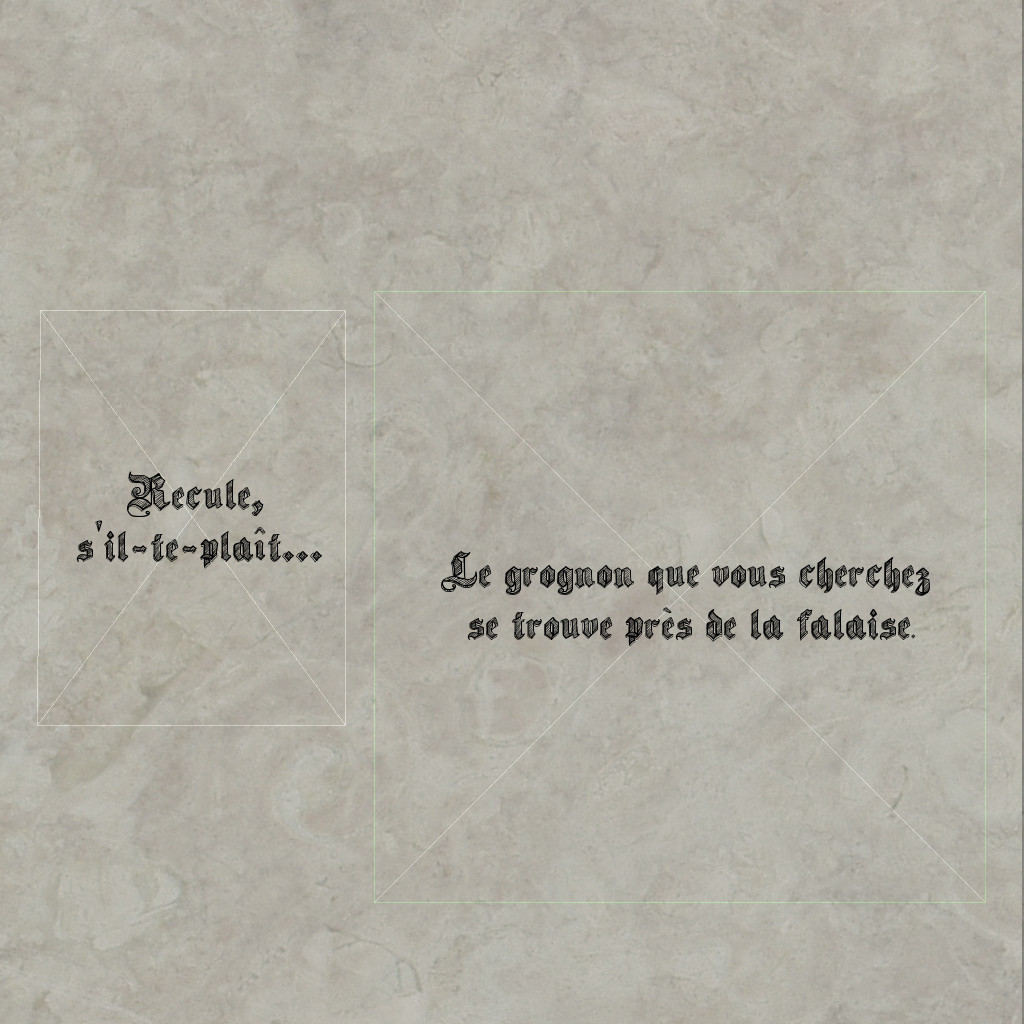 Recule,
s'il-te-plaît...
Le grognon que vous cherchez
se trouve près de la falaise.